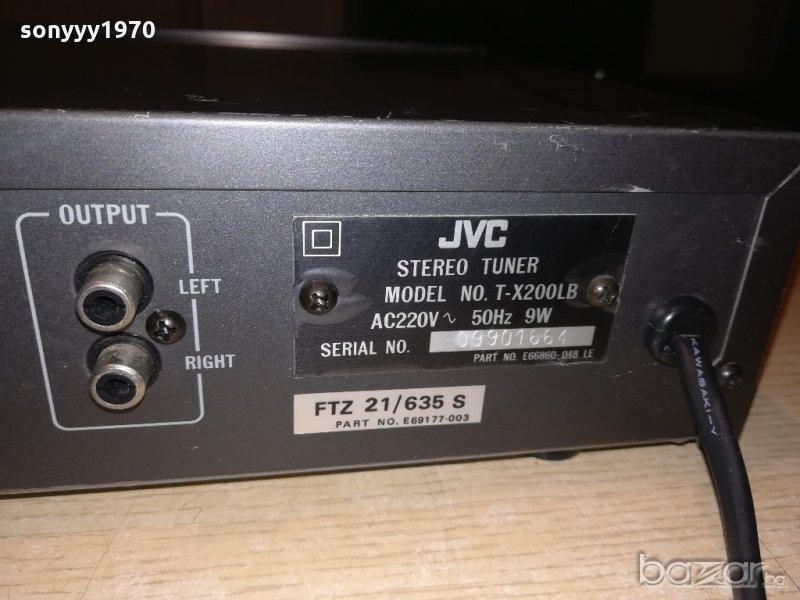 sonyyy1970
OUTPUT
LEFT
RIGHT
JVC
STEREO TUNER
MODEL NO. T-X200LB
AC220V ~ 50Hz 9W
SERIAL NO. 09901664
PART NO. E66860-048 LE
FTZ 21/635 S
PART NO. E69177-003
KAWASAKI-Y
bazar.bg